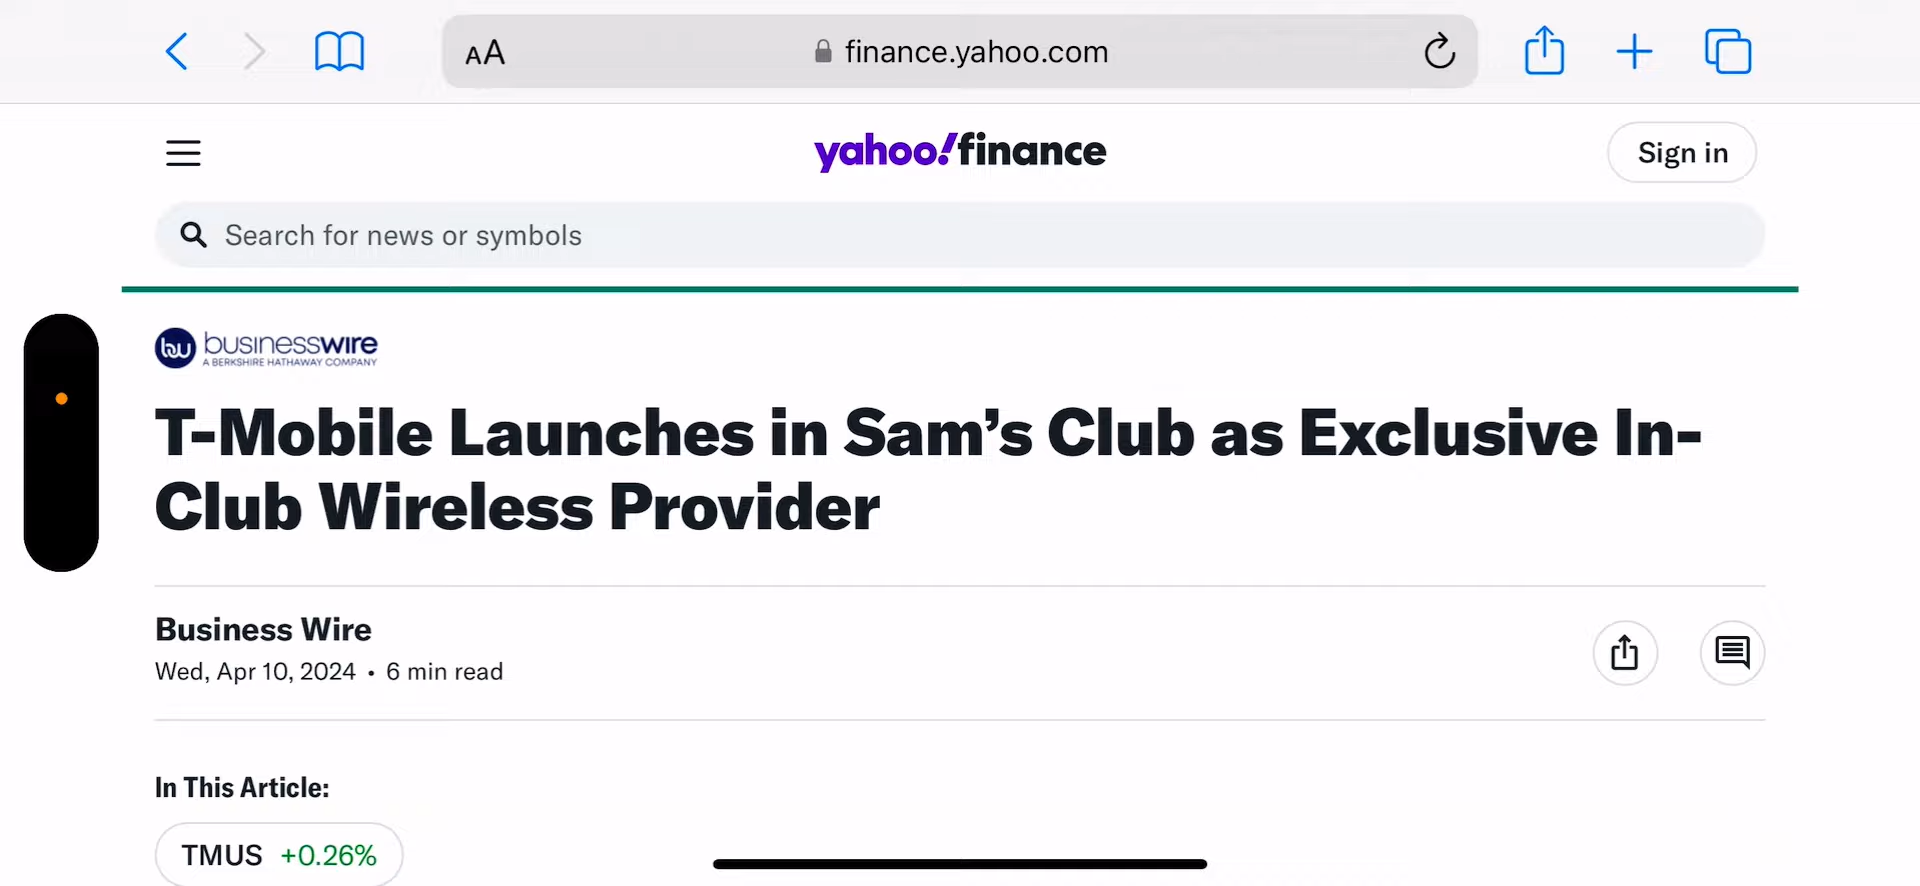 AA
finance.yahoo.com
yahoo!finance
Sign in
Search for news or symbols
bw businesswire
A BERKSHIRE HATHAWAY COMPANY
T-Mobile Launches in Sam’s Club as Exclusive In-
Club Wireless Provider
Business Wire
Wed, Apr 10, 2024 • 6 min read
In This Article:
TMUS +0.26%